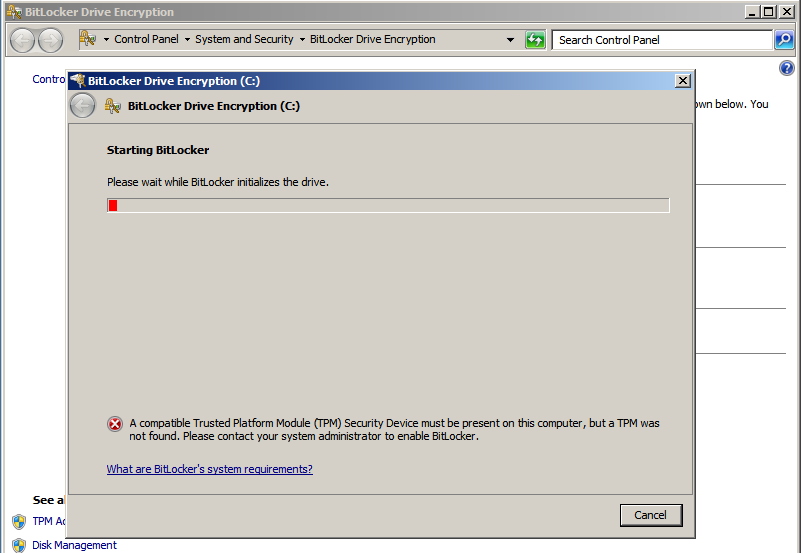 BitLocker Drive Encryption
Control Panel System and Security BitLocker Drive Encryption
Search Control Panel
BitLocker Drive Encryption (C:)
own below. You
BitLocker Drive Encryption (C:)
Starting BitLocker
Please wait while BitLocker initializes the drive.
A compatible Trusted Platform Module (TPM) Security Device must be present on this computer, but a TPM was
not found. Please contact your system administrator to enable BitLocker.
What are BitLocker's system requirements?
See a
TPM A
Cancel
Disk Management